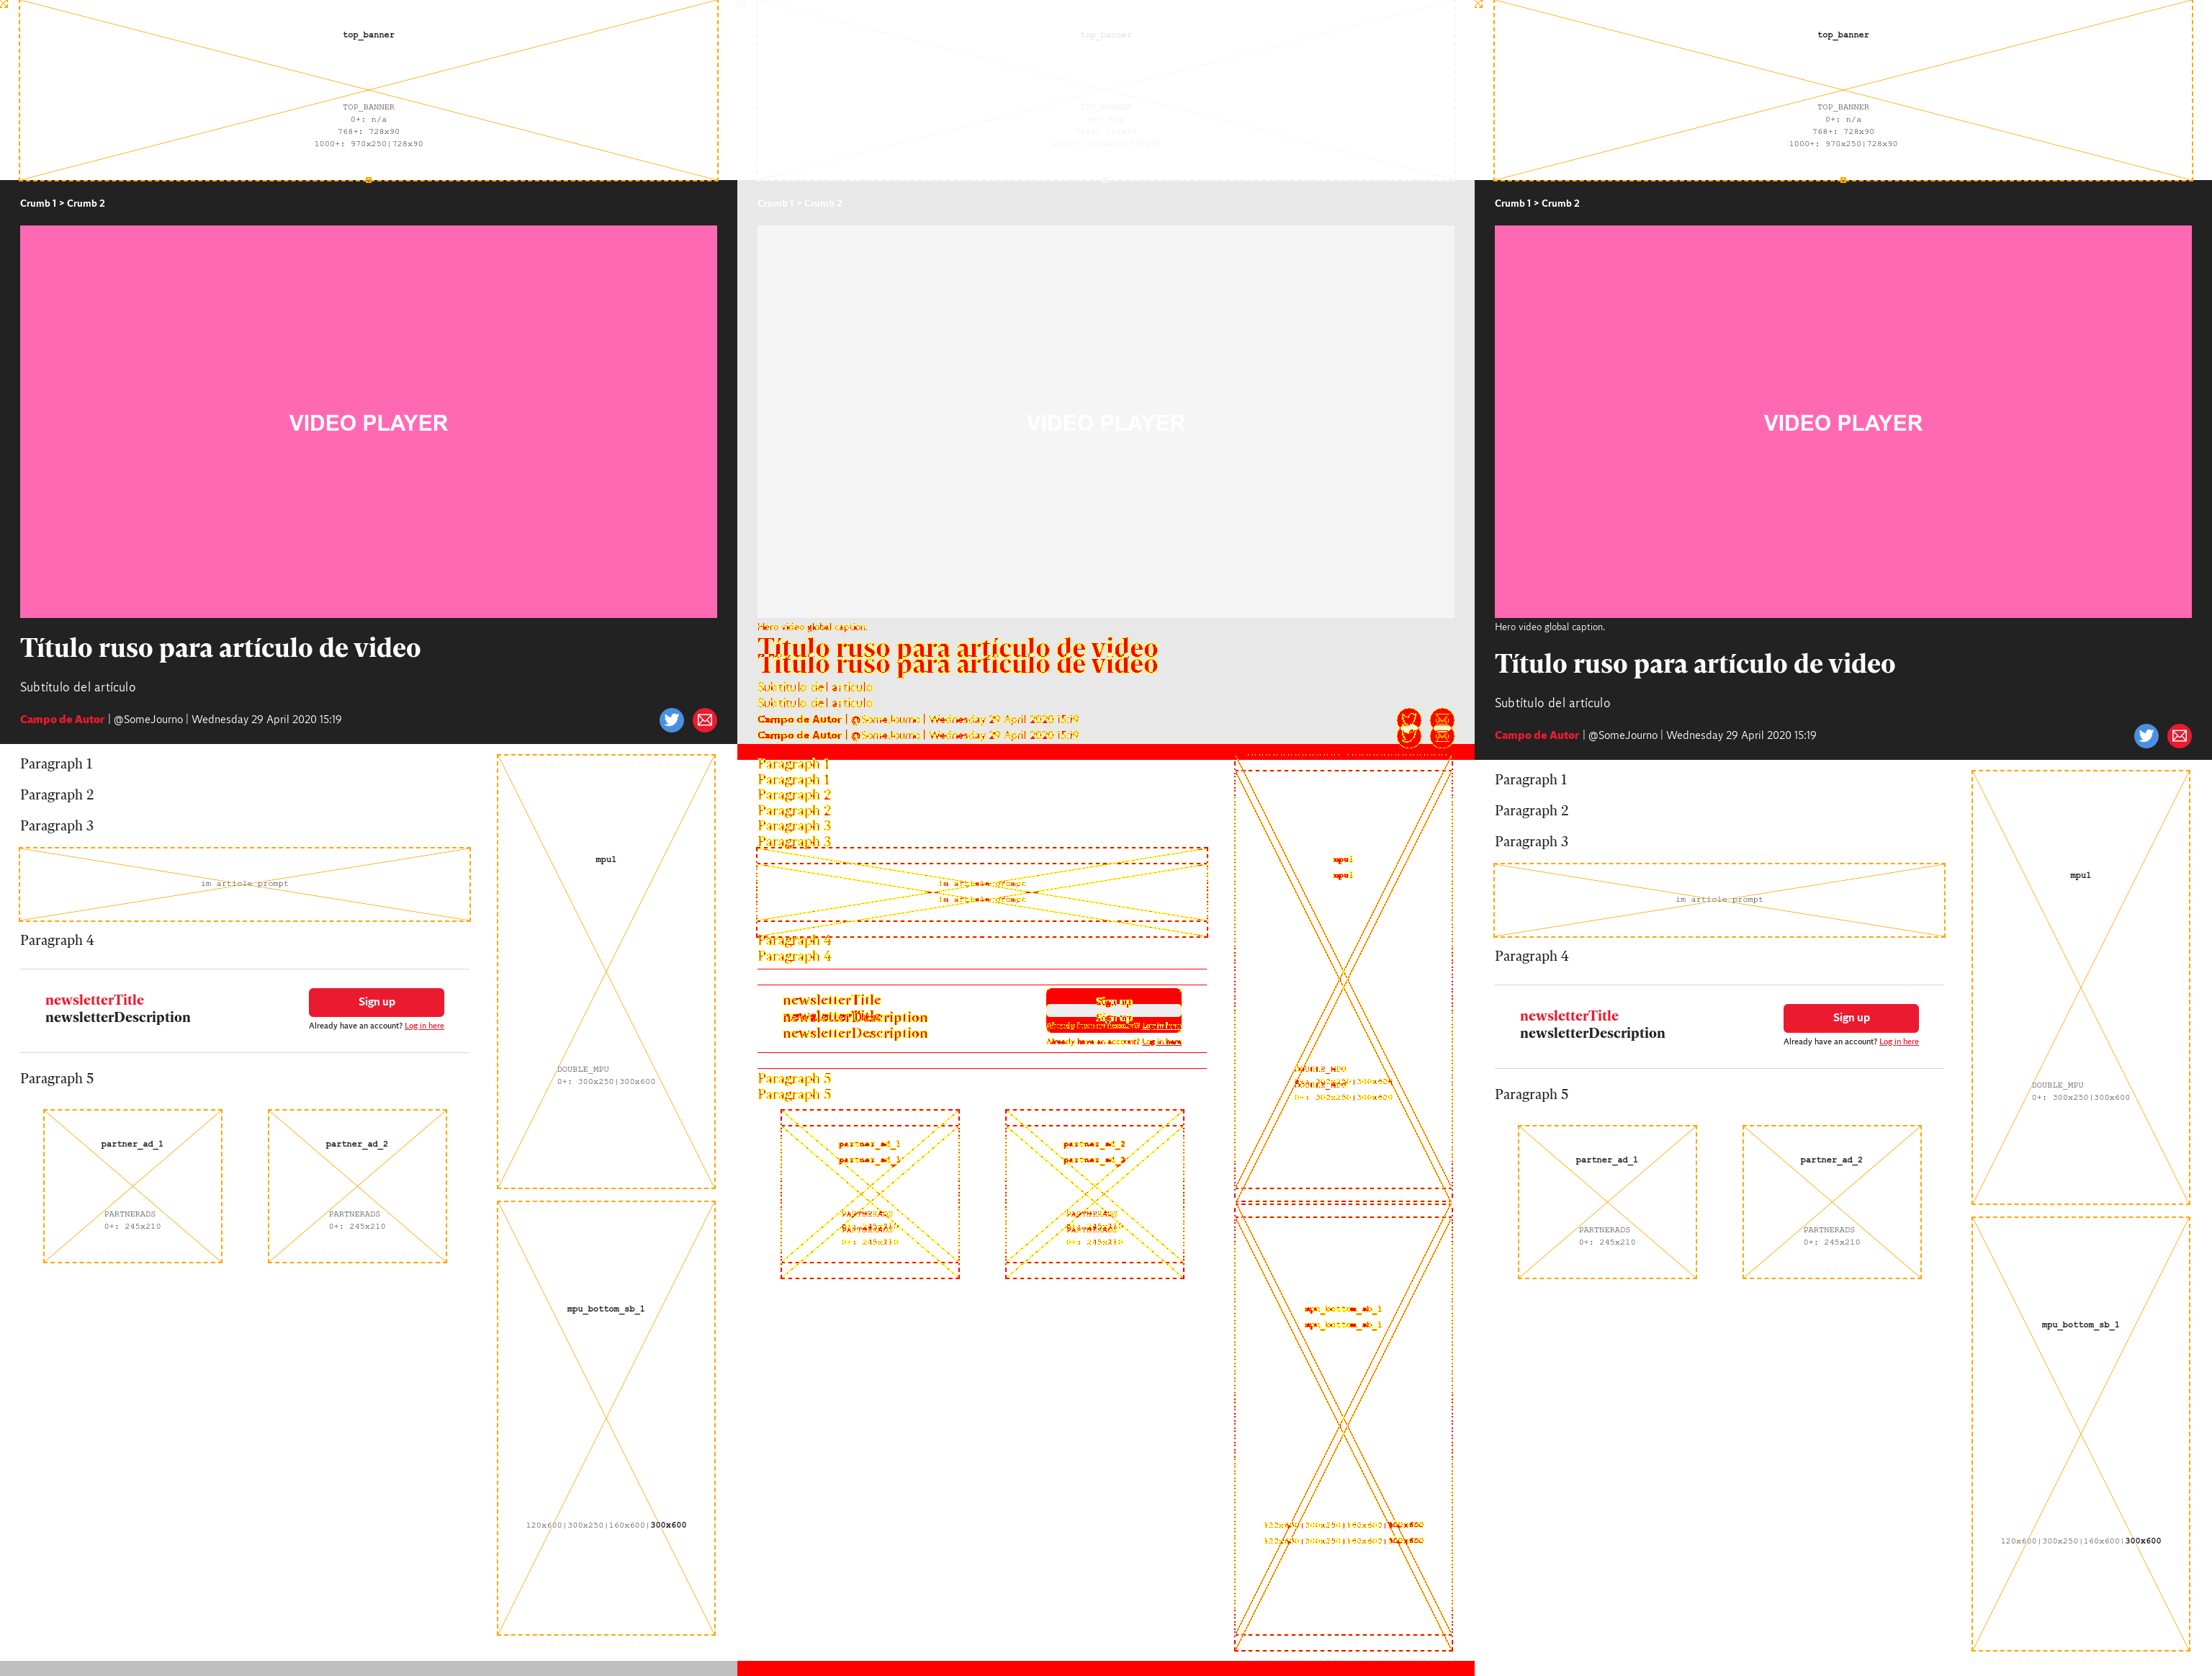 top_banner
TOP_BANNER
0+: n/a
768+: 728x90
1000+: 970x250|728x90
Crumb 1 > Crumb 2
VIDEO PLAYER
Título ruso para artículo de video
Subtítulo del artículo
Campo de Autor | @SomeJourno | Wednesday 29 April 2020 15:19
Paragraph 1
Paragraph 2
Paragraph 3
im article prompt
Paragraph 4
newsletterTitle
newsletterDescription
Sign up
Already have an account? Log in here
Paragraph 5
partner_ad_1
PARTNERADS
0+: 245x210
partner_ad_2
PARTNERADS
0+: 245x210
mpu1
DOUBLE_MPU
0+: 300x250|300x600
mpu_bottom_sb_1
120x600|300x250|160x600|300x600
top_banner
TOP_BANNER
0+: n/a
768+: 728x90
1000+: 970x250|728x90
Crumb 1 > Crumb 2
VIDEO PLAYER
Hero video global caption.
Título ruso para artículo de video
Título ruso para artículo de video
Subtítulo del artículo
Subtítulo del artículo
Campo de Autor | @SomeJourno | Wednesday 29 April 2020 15:19
Campo de Autor | @SomeJourno | Wednesday 29 April 2020 15:19
Paragraph 1
Paragraph 1
Paragraph 2
Paragraph 2
Paragraph 3
Paragraph 3
im article prompt
im article prompt
Paragraph 4
Paragraph 4
newsletterTitle
newsletterTitle
newsletterDescription
newsletterDescription
Sign up
Sign up
Already have an account? Log in here
Already have an account? Log in here
Paragraph 5
Paragraph 5
partner_ad_1
partner_ad_1
PARTNERADS
0+: 245x210
PARTNERADS
0+: 245x210
partner_ad_2
partner_ad_2
PARTNERADS
0+: 245x210
PARTNERADS
0+: 245x210
mpu1
mpu1
DOUBLE_MPU
0+: 300x250|300x600
DOUBLE_MPU
0+: 300x250|300x600
mpu_bottom_sb_1
mpu_bottom_sb_1
120x600|300x250|160x600|300x600
120x600|300x250|160x600|300x600
top_banner
TOP_BANNER
0+: n/a
768+: 728x90
1000+: 970x250|728x90
Crumb 1 > Crumb 2
VIDEO PLAYER
Hero video global caption.
Título ruso para artículo de video
Subtítulo del artículo
Campo de Autor | @SomeJourno | Wednesday 29 April 2020 15:19
Paragraph 1
Paragraph 2
Paragraph 3
im article prompt
Paragraph 4
newsletterTitle
newsletterDescription
Sign up
Already have an account? Log in here
Paragraph 5
partner_ad_1
PARTNERADS
0+: 245x210
partner_ad_2
PARTNERADS
0+: 245x210
mpu1
DOUBLE_MPU
0+: 300x250|300x600
mpu_bottom_sb_1
120x600|300x250|160x600|300x600